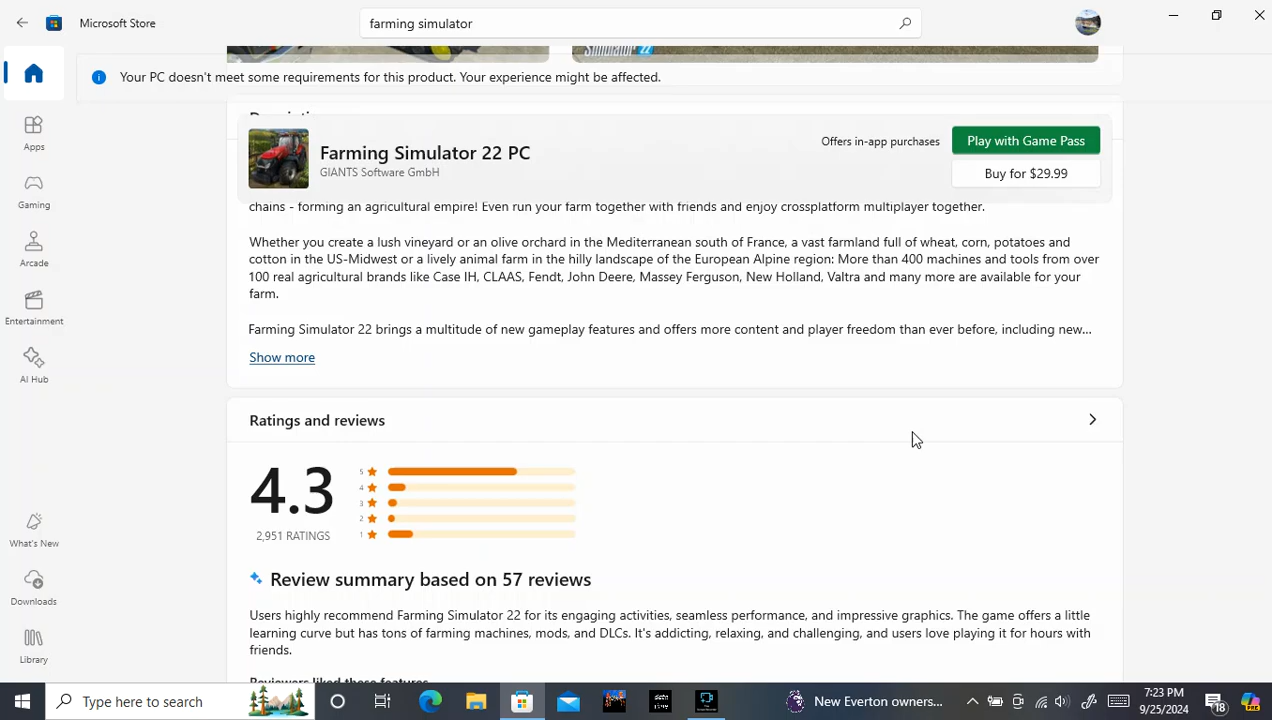 Microsoft Store
farming simulator
Your PC doesn't meet some requirements for this product. Your experience might be affected.
Farming Simulator 22 PC
GIANTS Software GmbH
Offers in-app purchases
Play with Game Pass
Buy for $29.99
chains - forming an agricultural empire! Even run your farm together with friends and enjoy crossplatform multiplayer together.
Whether you create a lush vineyard or an olive orchard in the Mediterranean south of France, a vast farmland full of wheat, corn, potatoes and
cotton in the US-Midwest or a lively animal farm in the hilly landscape of the European Alpine region: More than 400 machines and tools from over
100 real agricultural brands like Case IH, CLAAS, Fendt, John Deere, Massey Ferguson, New Holland, Valtra and many more are available for your
farm.
Farming Simulator 22 brings a multitude of new gameplay features and offers more content and player freedom than ever before, including new...
Show more
Ratings and reviews
4.3
2,951 RATINGS
5
4
3
2
1
Review summary based on 57 reviews
Users highly recommend Farming Simulator 22 for its engaging activities, seamless performance, and impressive graphics. The game offers a little
learning curve but has tons of farming machines, mods, and DLCs. It's addicting, relaxing, and challenging, and users love playing it for hours with
friends.
Reviewers liked these features
Apps
Gaming
Arcade
Entertainment
AI Hub
What's New
Downloads
Library
Type here to search
New Everton owners...
7:23 PM
9/25/2024
18